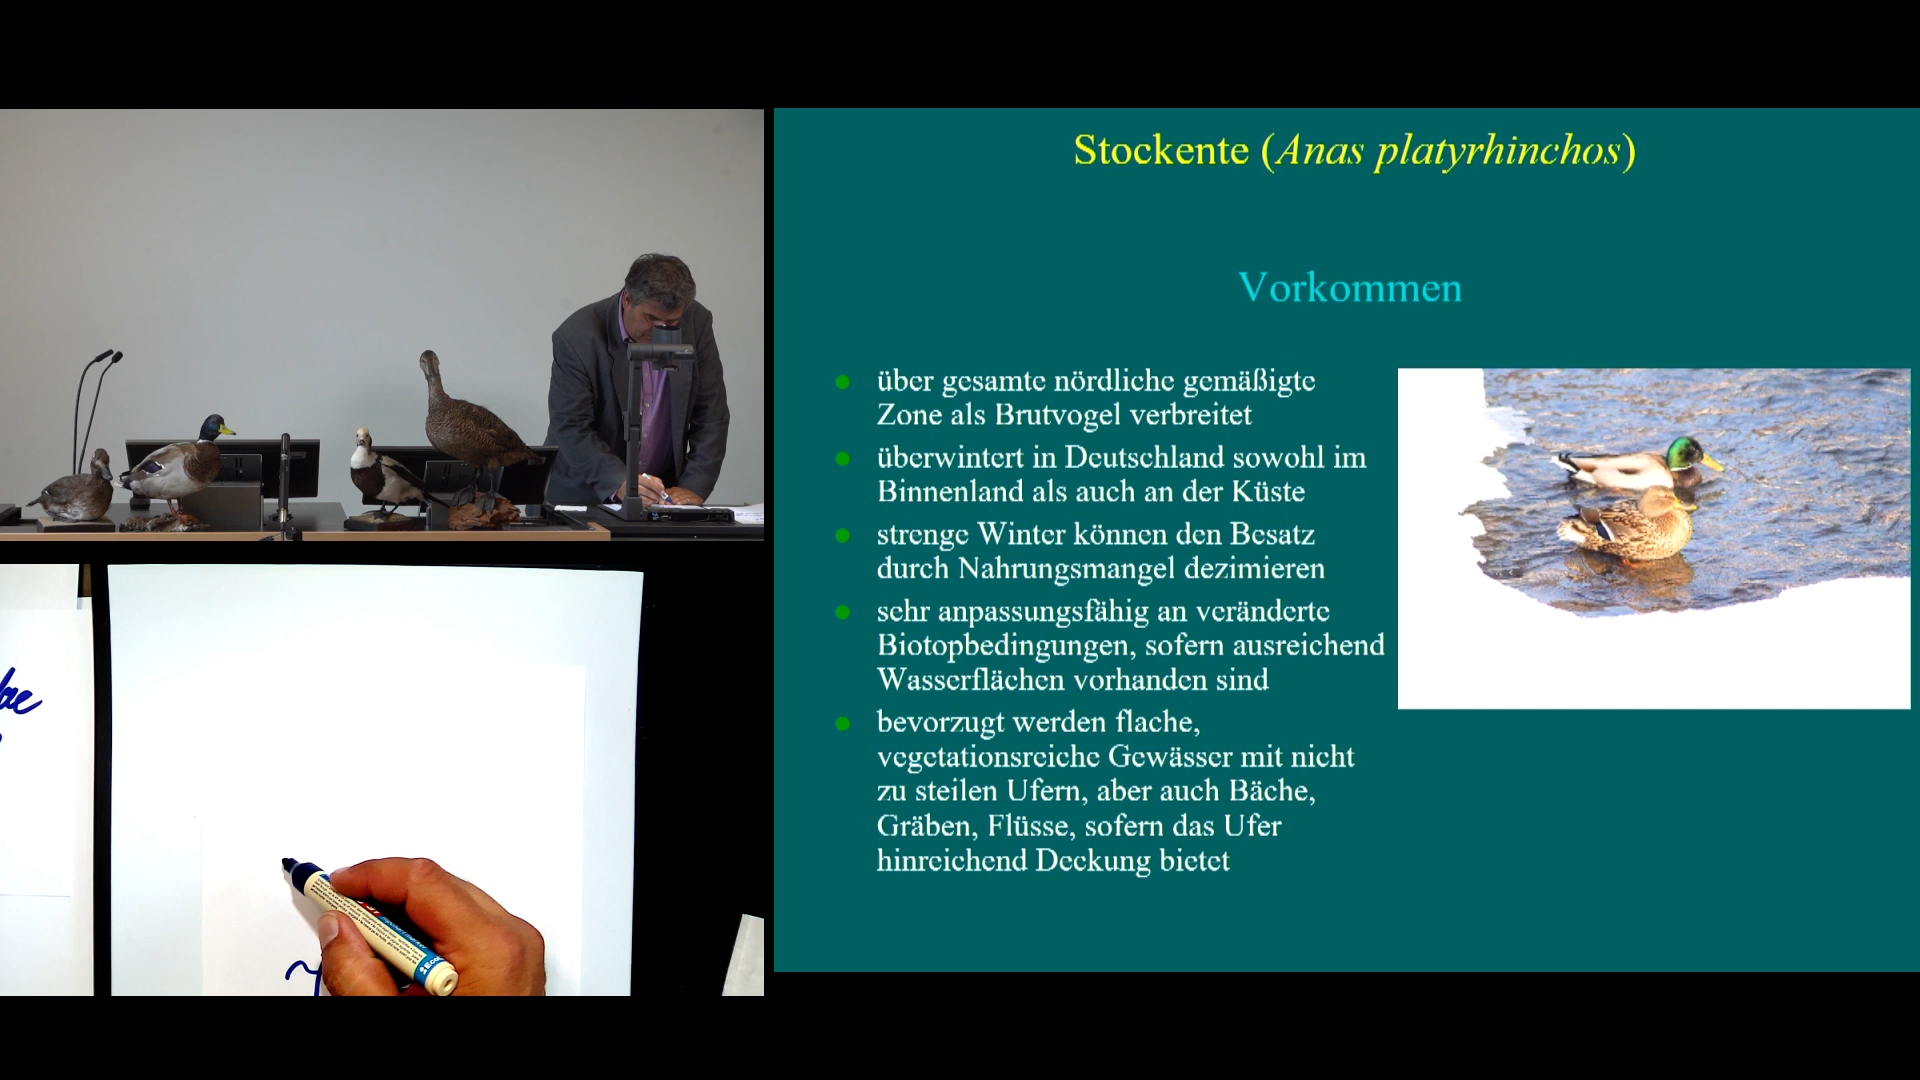 Stockente (Anas platyrhinchos)
Vorkommen
über gesamte nördliche gemäßigte
Zone als Brutvogel verbreitet
überwintert in Deutschland sowohl im
Binnenland als auch an der Küste
strenge Winter können den Besatz
durch Nahrungsmangel dezimieren
sehr anpassungsfähig an veränderte
Biotopbedingungen, sofern ausreichend
Wasserflächen vorhanden sind
bevorzugt werden flache,
vegetationsreiche Gewässer mit nicht
zu steilen Ufern, aber auch Bäche,
Gräben, Flüsse, sofern das Ufer
hinreichend Deckung bietet